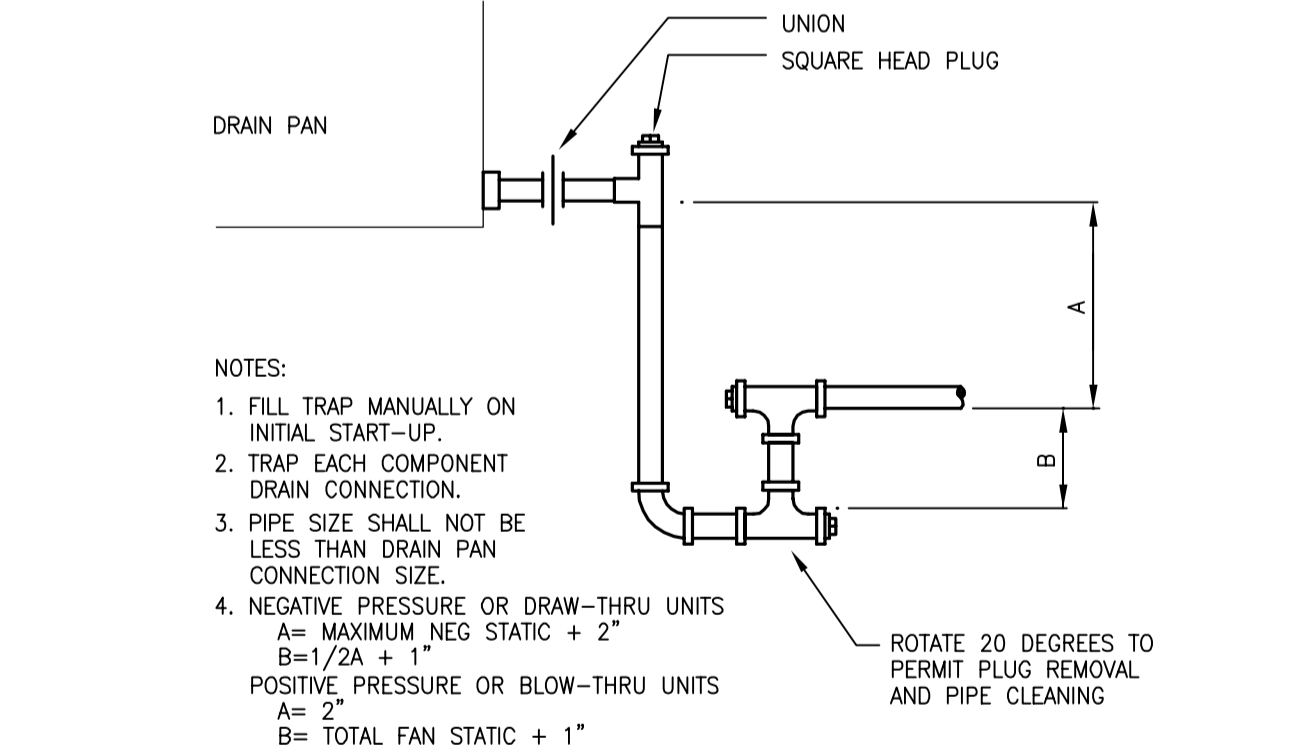 UNION
SQUARE HEAD PLUG
DRAIN PAN
A
B
NOTES:
1. FILL TRAP MANUALLY ON
INITIAL START-UP.
2. TRAP EACH COMPONENT
DRAIN CONNECTION.
3. PIPE SIZE SHALL NOT BE
LESS THAN DRAIN PAN
CONNECTION SIZE.
4. NEGATIVE PRESSURE OR DRAW-THRU UNITS
A= MAXIMUM NEG STATIC + 2"
B=1/2A + 1"
POSITIVE PRESSURE OR BLOW-THRU UNITS
A= 2"
B= TOTAL FAN STATIC + 1"
ROTATE 20 DEGREES TO
PERMIT PLUG REMOVAL
AND PIPE CLEANING